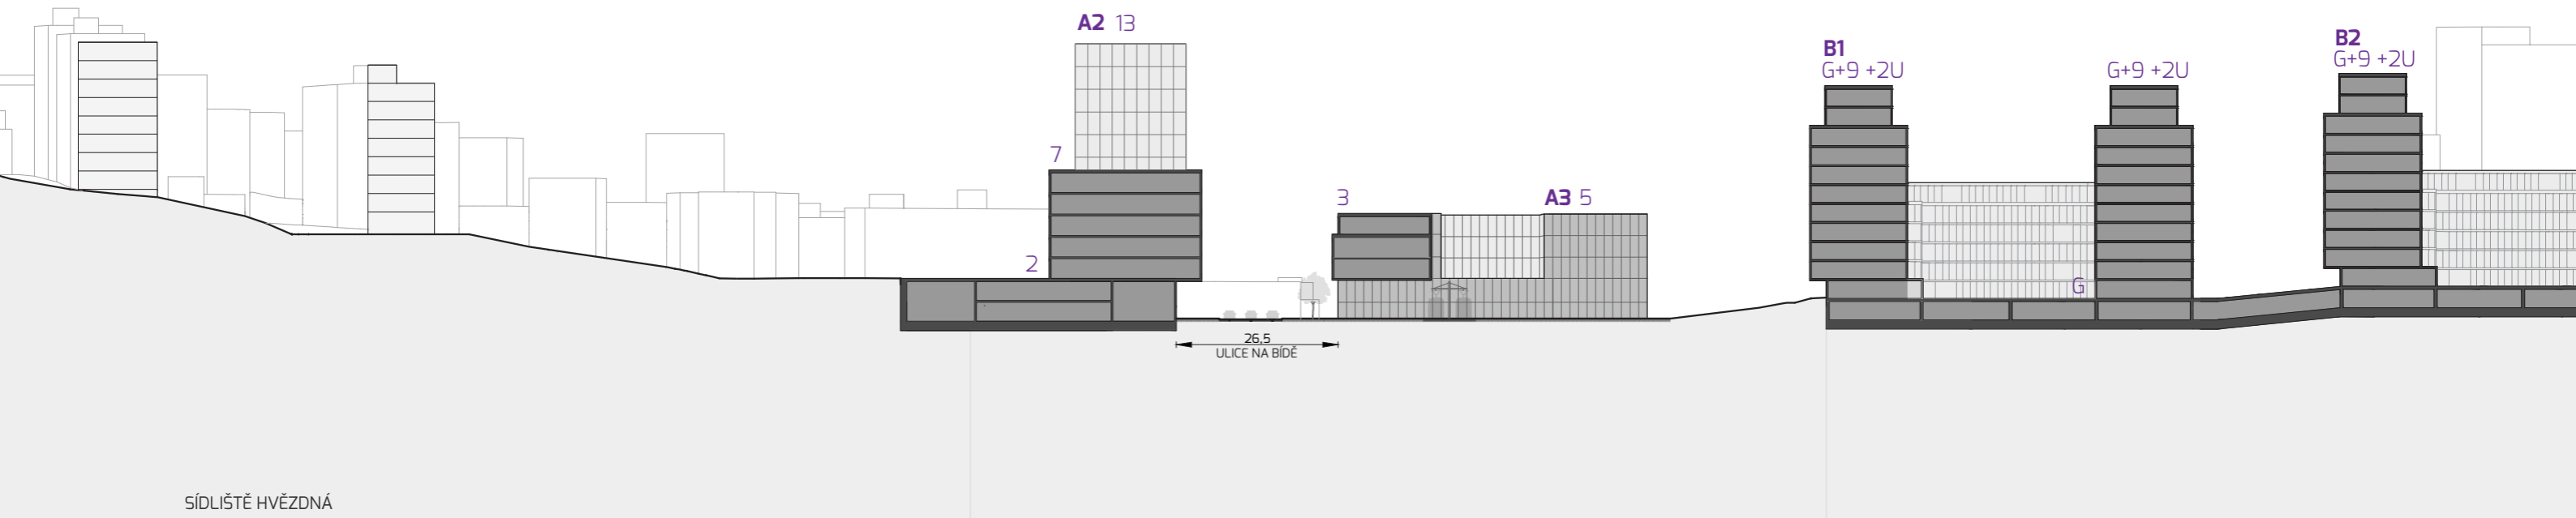 A2 13
7
2
3
A3 5
26,5
ULICE NA BÍDĚ
B1
G+9 +2U
G+9 +2U
G
B2
G+9 +2U
SÍDLIŠTĚ HVĚZDNÁ